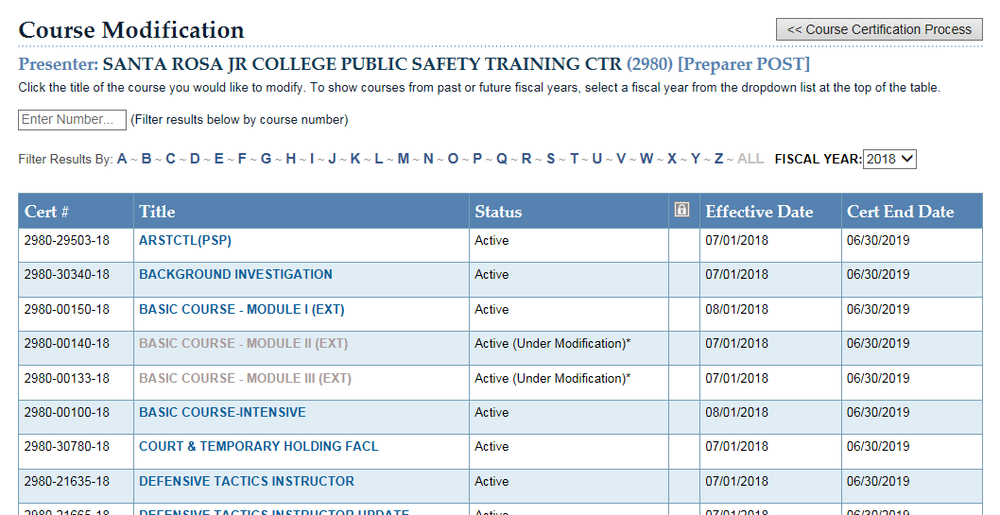 Course Modification
<< Course Certification Process
Presenter: SANTA ROSA JR COLLEGE PUBLIC SAFETY TRAINING CTR (2980) [Preparer POST]
Click the title of the course you would like to modify. To show courses from past or future fiscal years, select a fiscal year from the dropdown list at the top of the table.
Enter Number... (Filter results below by course number)
Filter Results By: A ~ B ~ C ~ D ~ E ~ F ~ G ~ H ~ I ~ J ~ K ~ L ~ M ~ N ~ O ~ P ~ Q ~ R ~ S ~ T ~ U ~ V ~ W ~ X ~ Y ~ Z ~ ALL FISCAL YEAR: 2018
Cert # Title Status Effective Date Cert End Date
2980-29503-18 ARSTCTL(PSP) Active 07/01/2018 06/30/2019
2980-30340-18 BACKGROUND INVESTIGATION Active 07/01/2018 06/30/2019
2980-00150-18 BASIC COURSE - MODULE I (EXT) Active 08/01/2018 06/30/2019
2980-00140-18 BASIC COURSE - MODULE II (EXT) Active (Under Modification)* 07/01/2018 06/30/2019
2980-00133-18 BASIC COURSE - MODULE III (EXT) Active (Under Modification)* 07/01/2018 06/30/2019
2980-00100-18 BASIC COURSE-INTENSIVE Active 08/01/2018 06/30/2019
2980-30780-18 COURT & TEMPORARY HOLDING FACL Active 07/01/2018 06/30/2019
2980-21635-18 DEFENSIVE TACTICS INSTRUCTOR Active 07/01/2018 06/30/2019
2980-21665-18 DEFENSIVE TACTICS INSTRUCTOR UPDATE Active 07/01/2018 06/30/2019